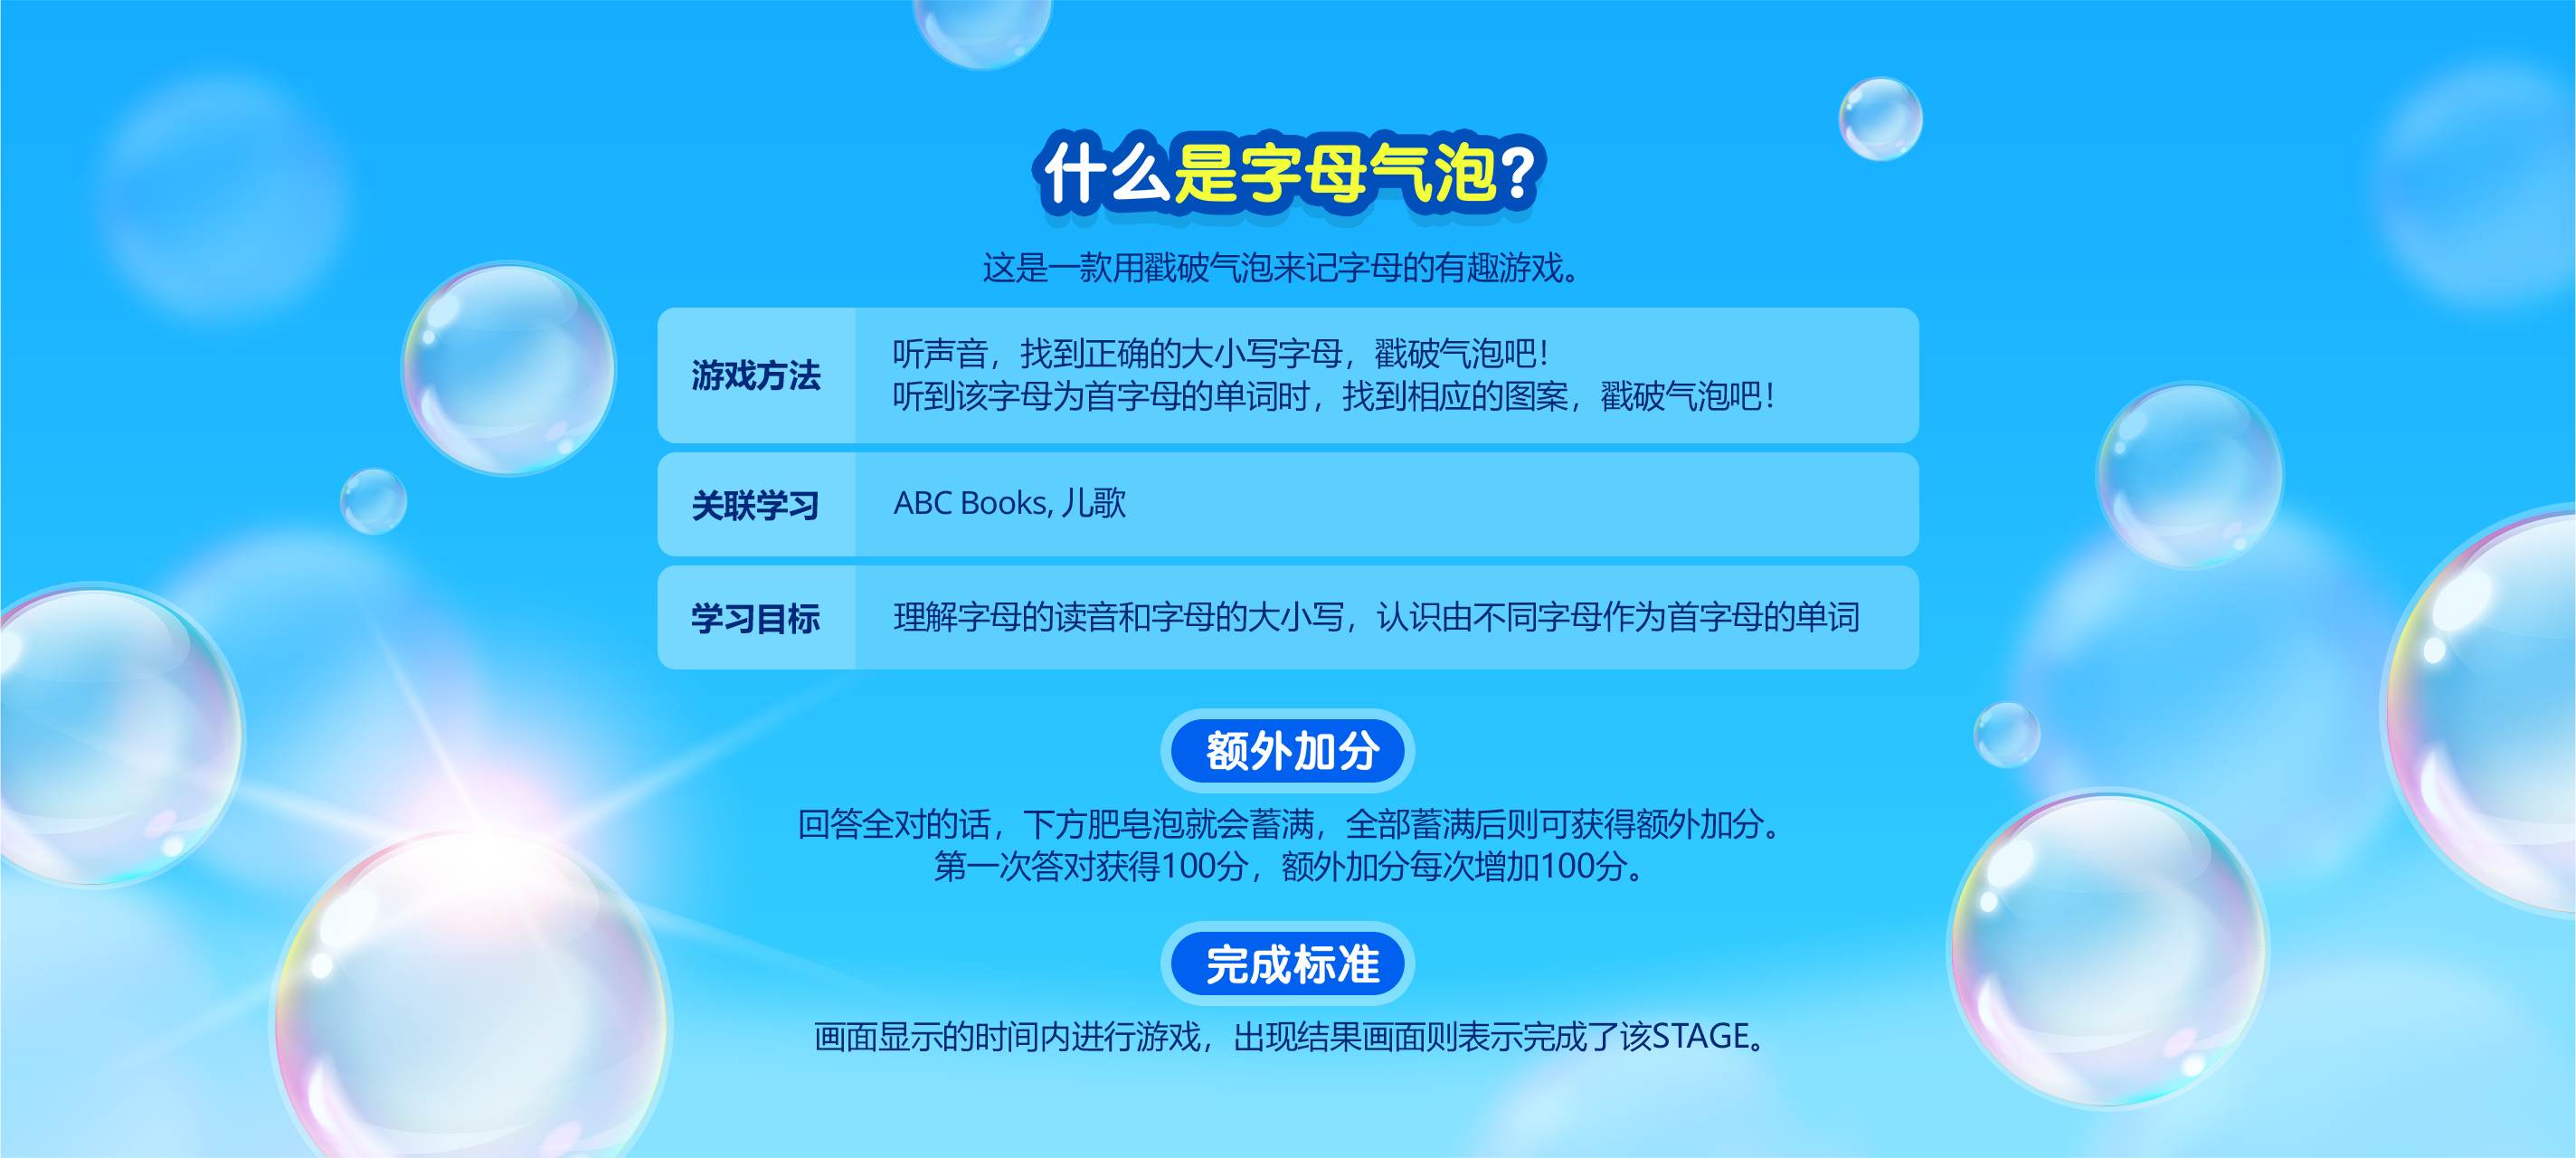 什么是字母气泡?
这是一款用戳破气泡来记字母的有趣游戏。
游戏方法
听声音，找到正确的大小写字母，戳破气泡吧！
听到该字母为首字母的单词时，找到相应的图案，戳破气泡吧！
关联学习
ABC Books, 儿歌
学习目标
理解字母的读音和字母的大小写，认识由不同字母作为首字母的单词
额外加分
回答全对的话，下方肥皂泡就会蓄满，全部蓄满后则可获得额外加分。
第一次答对获得100分，额外加分每次增加100分。
完成标准
画面显示的时间内进行游戏，出现结果画面则表示完成了该STAGE。